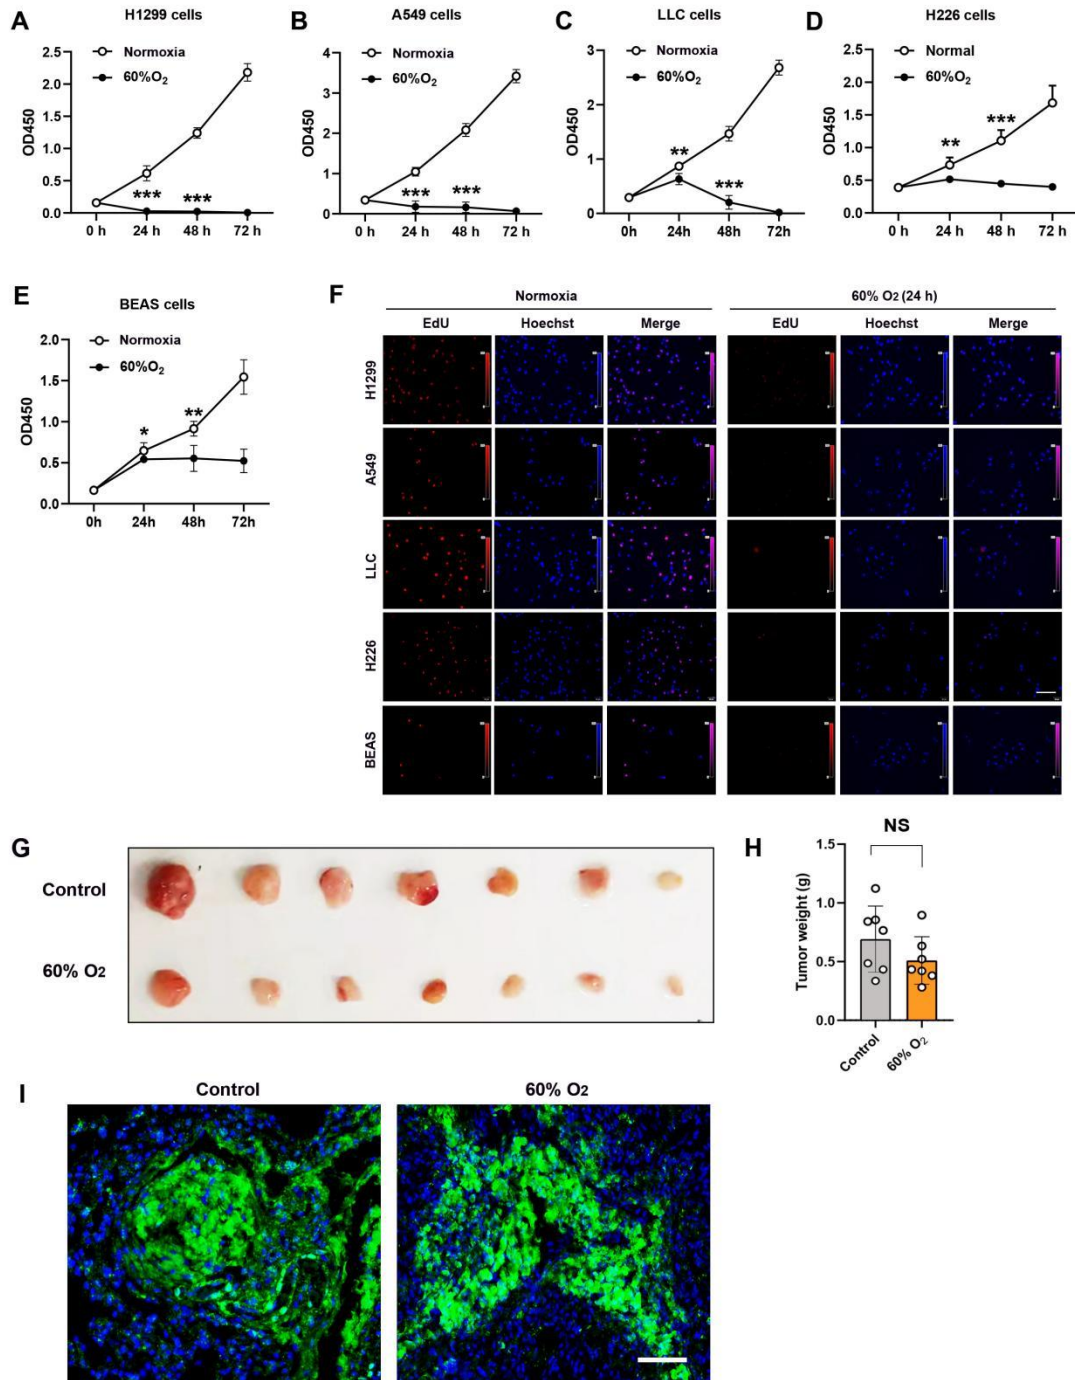 A
H1299 cells
Normoxia
60%O2
OD450
2.5
2.0
1.5
1.0
0.5
0.0
***
***
0 h
24 h
48 h
72 h
B
A549 cells
Normoxia
60%O2
OD450
4
3
2
1
0
***
***
0 h
24 h
48 h
72 h
C
LLC cells
Normoxia
60%O2
OD450
3
2
1
0
**
***
0 h
24h
48 h
72 h
D
H226 cells
Normal
60%O2
OD450
2.5
2.0
1.5
1.0
0.5
0.0
**
***
0 h
24 h
48 h
72 h
E
BEAS cells
Normoxia
60%O2
OD450
2.0
1.5
1.0
0.5
0.0
*
**
0h
24h
48h
72h
F
Normoxia
60% O2 (24 h)
EdU
Hoechst
Merge
EdU
Hoechst
Merge
H1299
A549
LLC
H226
BEAS
G
Control
60% O2
H
NS
Tumor weight (g)
1.5
1.0
0.5
0.0
Control
60% O2
I
Control
60% O2